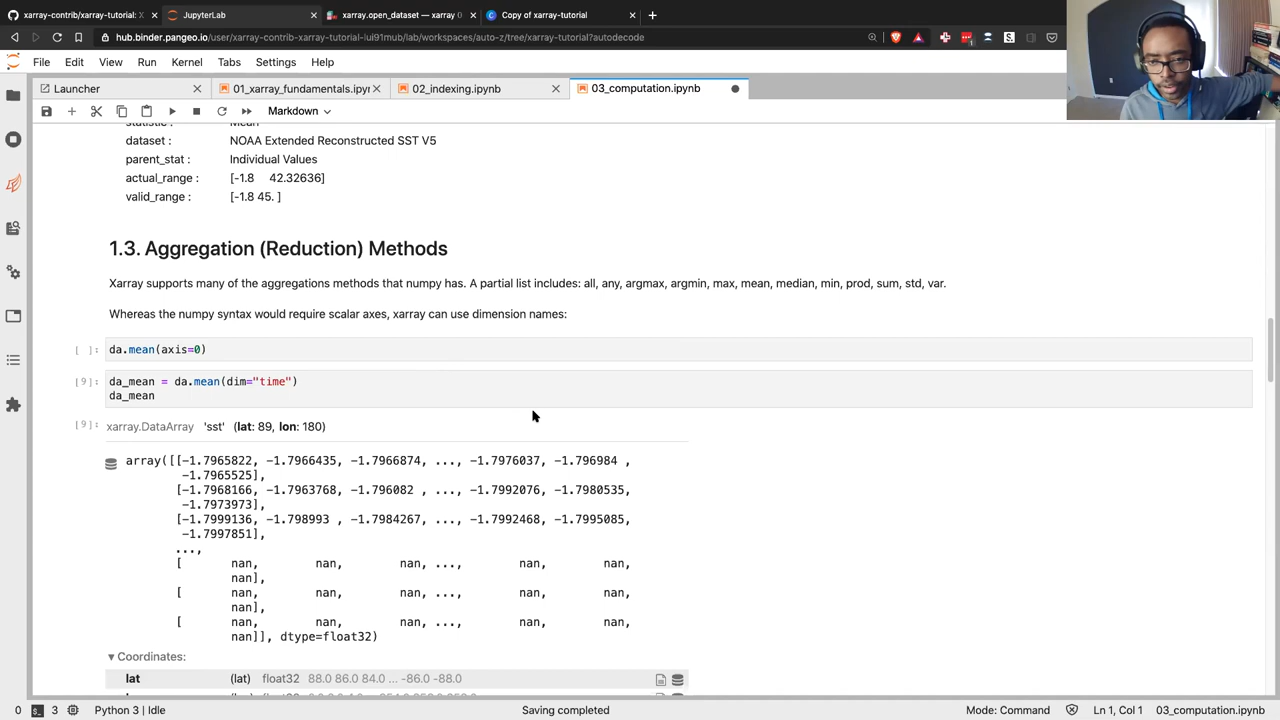 xarray-contrib/xarray-tutorial: X
JupyterLab
xarray.open_dataset — xarray 0
Copy of xarray-tutorial
hub.binder.pangeo.io/user/xarray-contrib-xarray-tutorial-lui91mub/lab/workspaces/auto-z/tree/xarray-tutorial?autodecode
File Edit View Run Kernel Tabs Settings Help
Launcher
01_xarray_fundamentals.ipyn
02_indexing.ipynb
03_computation.ipynb
Markdown
statistic : Mean
dataset : NOAA Extended Reconstructed SST V5
parent_stat : Individual Values
actual_range : [-1.8 42.32636]
valid_range : [-1.8 45. ]
1.3. Aggregation (Reduction) Methods
Xarray supports many of the aggregations methods that numpy has. A partial list includes: all, any, argmax, argmin, max, mean, median, min, prod, sum, std, var.
Whereas the numpy syntax would require scalar axes, xarray can use dimension names:
[ ]: da.mean(axis=0)
[9]: da_mean = da.mean(dim="time")
da_mean
[9]: xarray.DataArray 'sst' (lat: 89, lon: 180)
array([[-1.7965822, -1.7966435, -1.7966874, ..., -1.7976037, -1.796984 ,
-1.7965525],
[-1.7968166, -1.7963768, -1.796082 , ..., -1.7992076, -1.7980535,
-1.7973973],
[-1.7999136, -1.798993 , -1.7984267, ..., -1.7992468, -1.7995085,
-1.7997851],
...,
[ nan, nan, nan, ..., nan, nan,
nan],
[ nan, nan, nan, ..., nan, nan,
nan],
[ nan, nan, nan, ..., nan, nan,
nan]], dtype=float32)
▼ Coordinates:
lat (lat) float32 88.0 86.0 84.0 ... -86.0 -88.0
0 3 Python 3 | Idle Saving completed Mode: Command Ln 1, Col 1 03_computation.ipynb